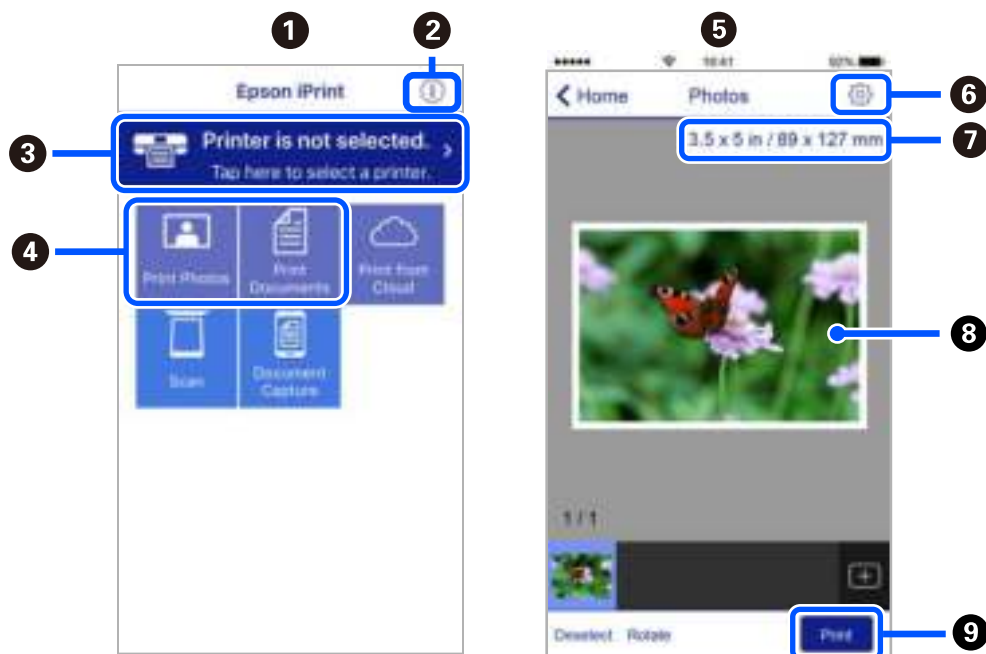 1
2
Epson iPrint
3
Printer is not selected.
Tap here to select a printer.
4
Print Photos
Print
Documents
Print from
Cloud
Scan
Document
Capture
5
10:41
92%
Home
Photos
6
3.5 x 5 in / 89 x 127 mm
7
8
1 / 1
Deselect
Rotate
Print
9